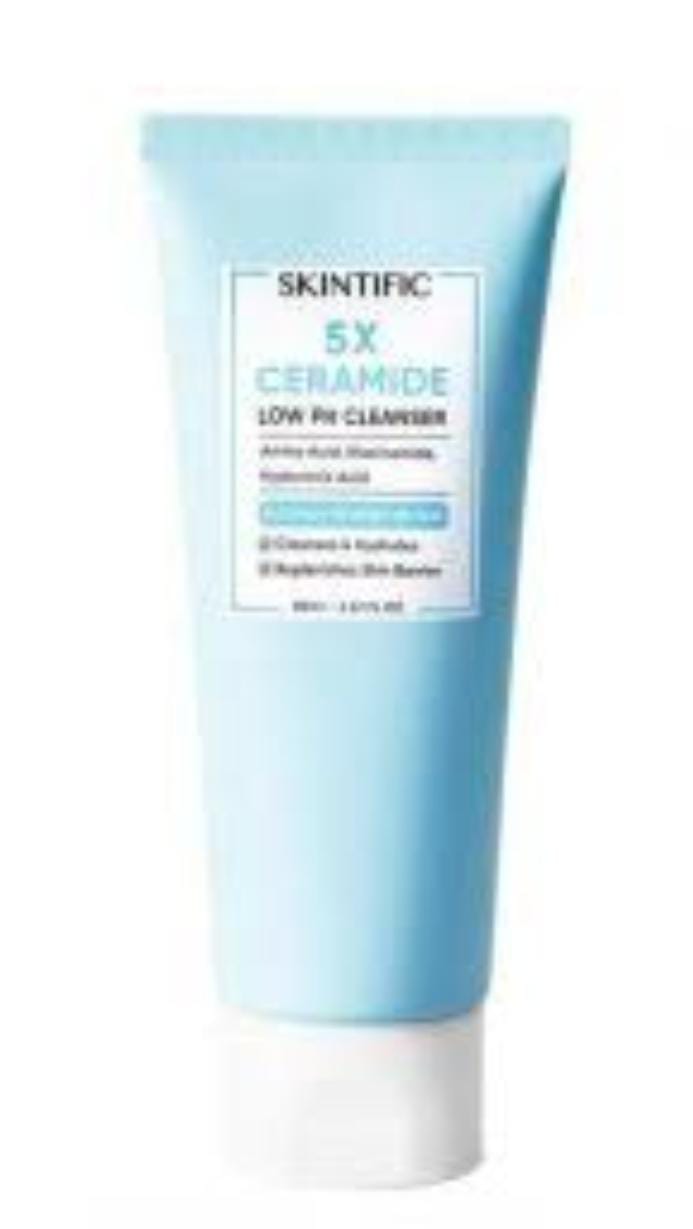 SKINTIFIC
5X
CERAMIDE
LOW PH CLEANSER
Amino Acid, Niacinamide,
Hyaluronic Acid
Cleanses & Hydrates
Replenishes Skin Barrier